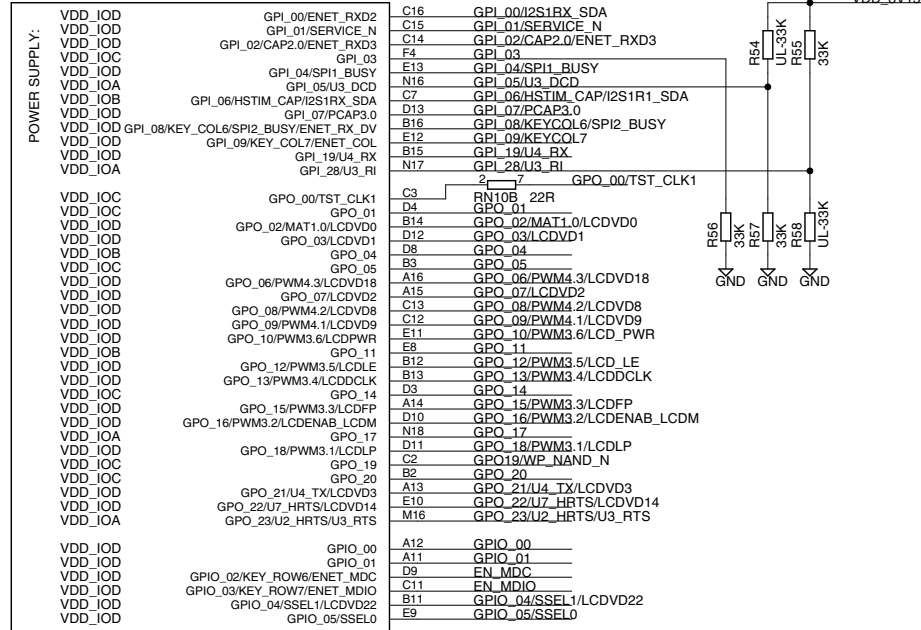 VDD_IOD GPI_00/ENET_RXD2 C16 GPI_00/I2S1RX_SDA
VDD_IOD GPI_01/SERVICE_N C15 GPI_01/SERVICE_N
VDD_IOD GPI_02/CAP2.0/ENET_RXD3 C14 GPI_02/CAP2.0/ENET_RXD3
VDD_IOC GPI_03 F4 GPI_03
VDD_IOD GPI_04/SPI1_BUSY E13 GPI_04/SPI1_BUSY
VDD_IOA GPI_05/U3_DCD N16 GPI_05/U3_DCD
VDD_IOB GPI_06/HSTIM_CAP/I2S1RX_SDA C7 GPI_06/HSTIM_CAP/I2S1R1_SDA
VDD_IOD GPI_07/PCAP3.0 D13 GPI_07/PCAP3.0
VDD_IOD GPI_08/KEY_COL6/SPI2_BUSY/ENET_RX_DV B16 GPI_08/KEYCOL6/SPI2_BUSY
VDD_IOD GPI_09/KEY_COL7/ENET_COL E12 GPI_09/KEYCOL7
VDD_IOD GPI_19/U4_RX B15 GPI_19/U4_RX
VDD_IOA GPI_28/U3_RI N17 GPI_28/U3_RI
POWER SUPPLY:
R54 UL-33K
R55 33K
2 7 GPO_00/TST_CLK1
RN10B 22R
VDD_IOC GPO_00/TST_CLK1 C3
VDD_IOC GPO_01 D4 GPO_01
VDD_IOD GPO_02/MAT1.0/LCDVD0 B14 GPO_02/MAT1.0/LCDVD0
VDD_IOD GPO_03/LCDVD1 D12 GPO_03/LCDVD1
VDD_IOB GPO_04 D8 GPO_04
VDD_IOC GPO_05 B3 GPO_05
VDD_IOD GPO_06/PWM4.3/LCDVD18 A16 GPO_06/PWM4.3/LCDVD18
VDD_IOD GPO_07/LCDVD2 A15 GPO_07/LCDVD2
VDD_IOD GPO_08/PWM4.2/LCDVD8 C13 GPO_08/PWM4.2/LCDVD8
VDD_IOD GPO_09/PWM4.1/LCDVD9 C12 GPO_09/PWM4.1/LCDVD9
VDD_IOD GPO_10/PWM3.6/LCDPWR E11 GPO_10/PWM3.6/LCD_PWR
VDD_IOB GPO_11 E8 GPO_11
VDD_IOD GPO_12/PWM3.5/LCDLE B12 GPO_12/PWM3.5/LCD_LE
VDD_IOD GPO_13/PWM3.4/LCDDCLK B13 GPO_13/PWM3.4/LCDDCLK
VDD_IOC GPO_14 D3 GPO_14
VDD_IOD GPO_15/PWM3.3/LCDFP A14 GPO_15/PWM3.3/LCDFP
VDD_IOD GPO_16/PWM3.2/LCDENAB_LCDM D10 GPO_16/PWM3.2/LCDENAB_LCDM
VDD_IOA GPO_17 N18 GPO_17
VDD_IOD GPO_18/PWM3.1/LCDLP D11 GPO_18/PWM3.1/LCDLP
VDD_IOC GPO_19 C2 GPO19/WP_NAND_N
VDD_IOC GPO_20 B2 GPO_20
VDD_IOD GPO_21/U4_TX/LCDVD3 A13 GPO_21/U4_TX/LCDVD3
VDD_IOD GPO_22/U7_HRTS/LCDVD14 E10 GPO_22/U7_HRTS/LCDVD14
VDD_IOA GPO_23/U2_HRTS/U3_RTS M16 GPO_23/U2_HRTS/U3_RTS
R56 33K
R57 33K
R58 UL-33K
GND GND GND
VDD_IOD GPIO_00 A12 GPIO_00
VDD_IOD GPIO_01 A11 GPIO_01
VDD_IOD GPIO_02/KEY_ROW6/ENET_MDC D9 EN_MDC
VDD_IOD GPIO_03/KEY_ROW7/ENET_MDIO C11 EN_MDIO
VDD_IOD GPIO_04/SSEL1/LCDVD22 B11 GPIO_04/SSEL1/LCDVD22
VDD_IOD GPIO_05/SSEL0 E9 GPIO_05/SSEL0